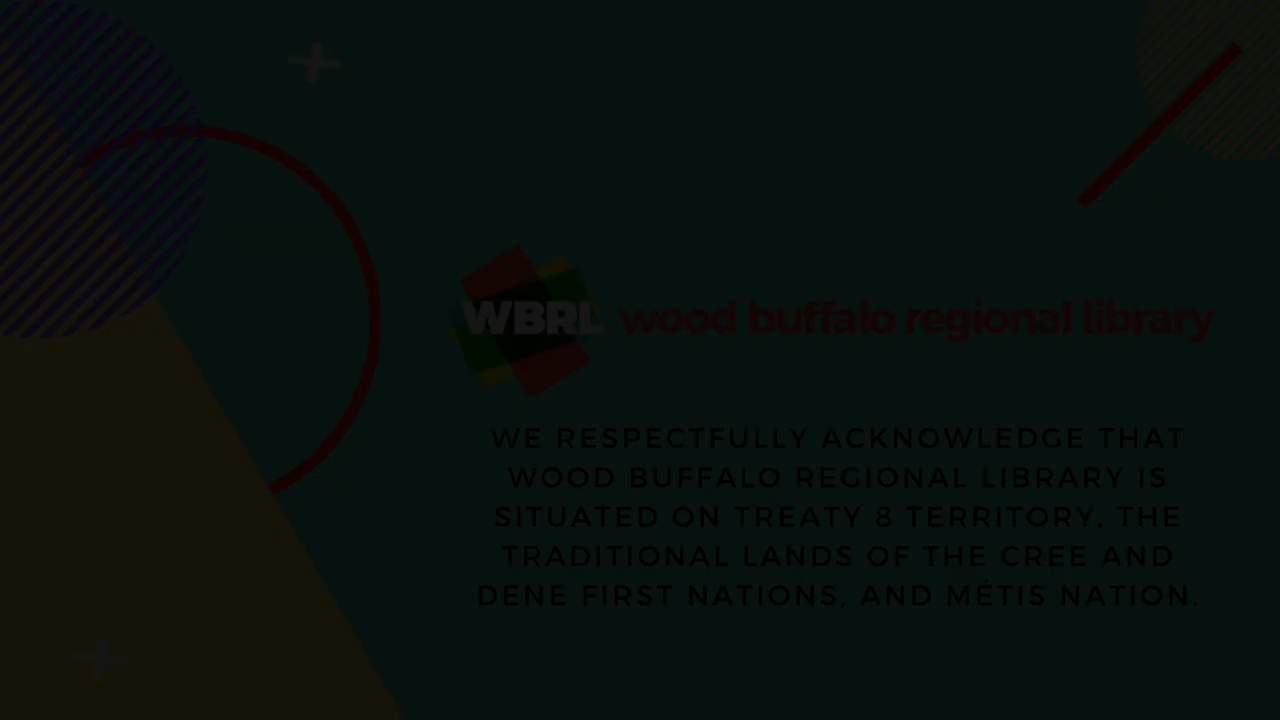 WBRL wood buffalo regional library
WE RESPECTFULLY ACKNOWLEDGE THAT
WOOD BUFFALO REGIONAL LIBRARY IS
SITUATED ON TREATY 8 TERRITORY, THE
TRADITIONAL LANDS OF THE CREE AND
DENE FIRST NATIONS, AND MÉTIS NATION.